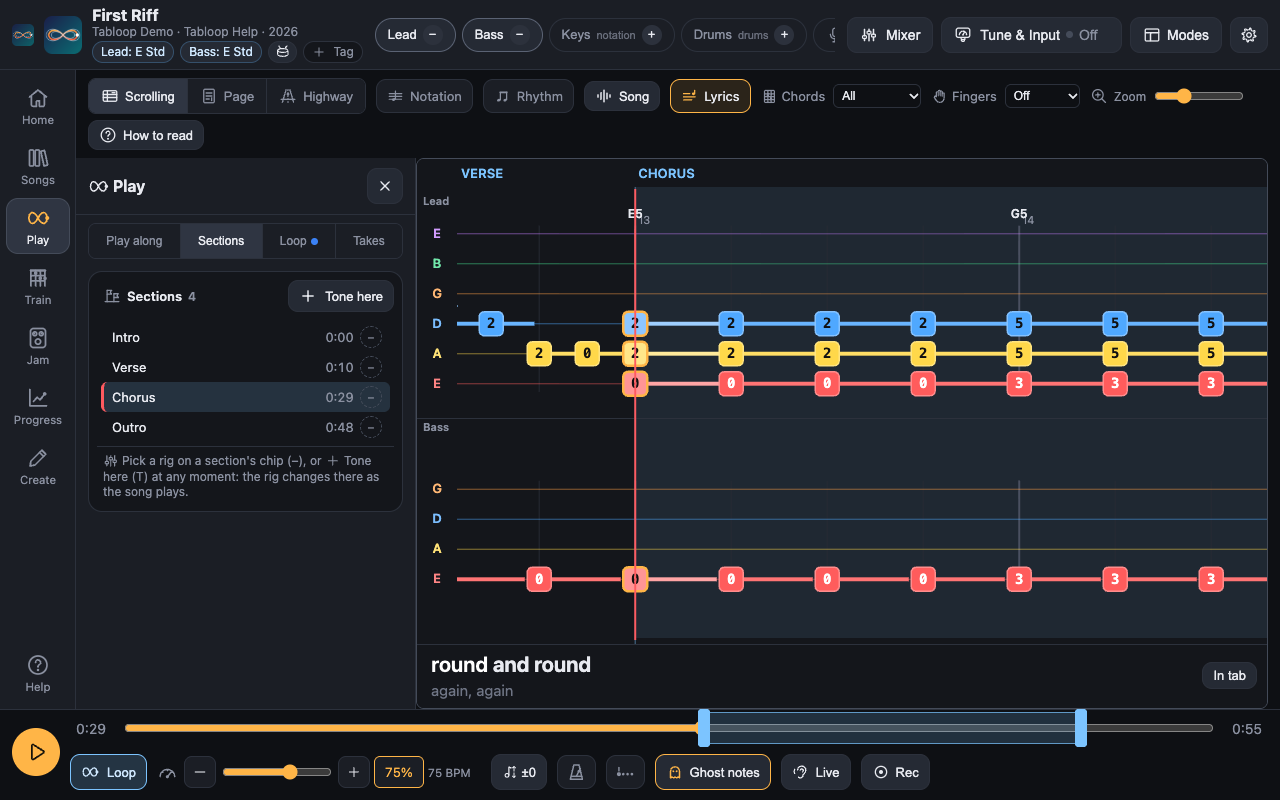 First Riff
Tabloop Demo · Tabloop Help · 2026
Lead: E Std Bass: E Std + Tag
Lead − Bass − Keys notation + Drums drums +
Mixer Tune & Input Off Modes
Home
Songs
Play
Train
Jam
Progress
Create
Help
Scrolling Page Highway Notation Rhythm Song Lyrics Chords All Fingers Off Zoom
How to read
Play
Play along Sections Loop Takes
Sections 4 + Tone here
Intro 0:00 –
Verse 0:10 –
Chorus 0:29 –
Outro 0:48 –
Pick a rig on a section's chip (–), or + Tone
here (T) at any moment: the rig changes there as
the song plays.
VERSE CHORUS
Lead
E5 13 G5 14
E
B
G
D 2 2 2 2 2 5 5 5
A 2 0 2 2 2 2 5 5 5
E 0 0 0 0 3 3 3
Bass
G
D
A
E 0 0 0 0 0 3 3 3
round and round
again, again
In tab
0:29 0:55
Loop − + 75% 75 BPM ±0 Ghost notes Live Rec